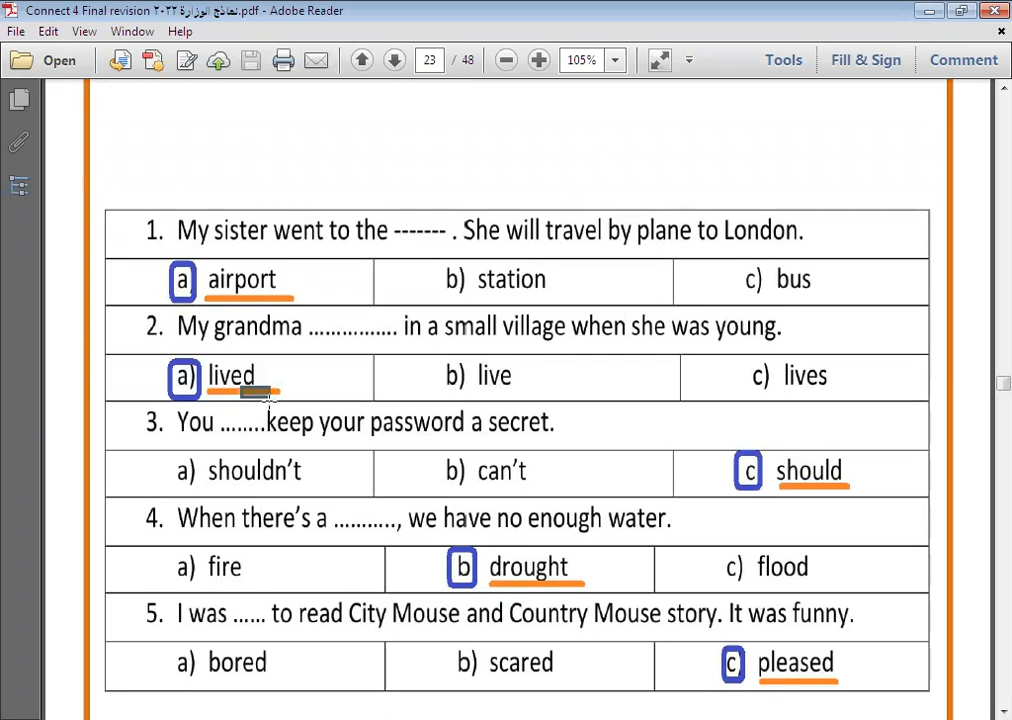 Connect 4 Final revision نماذج الوزارة ٢٠٢٢.pdf - Adobe Reader
File Edit View Window Help
Open 23 / 48 105% Tools Fill & Sign Comment
1. My sister went to the ------- . She will travel by plane to London.
a) airport b) station c) bus
2. My grandma ............... in a small village when she was young.
a) lived b) live c) lives
3. You ........keep your password a secret.
a) shouldn't b) can't c should
4. When there's a ..........., we have no enough water.
a) fire b drought c) flood
5. I was ...... to read City Mouse and Country Mouse story. It was funny.
a) bored b) scared c) pleased